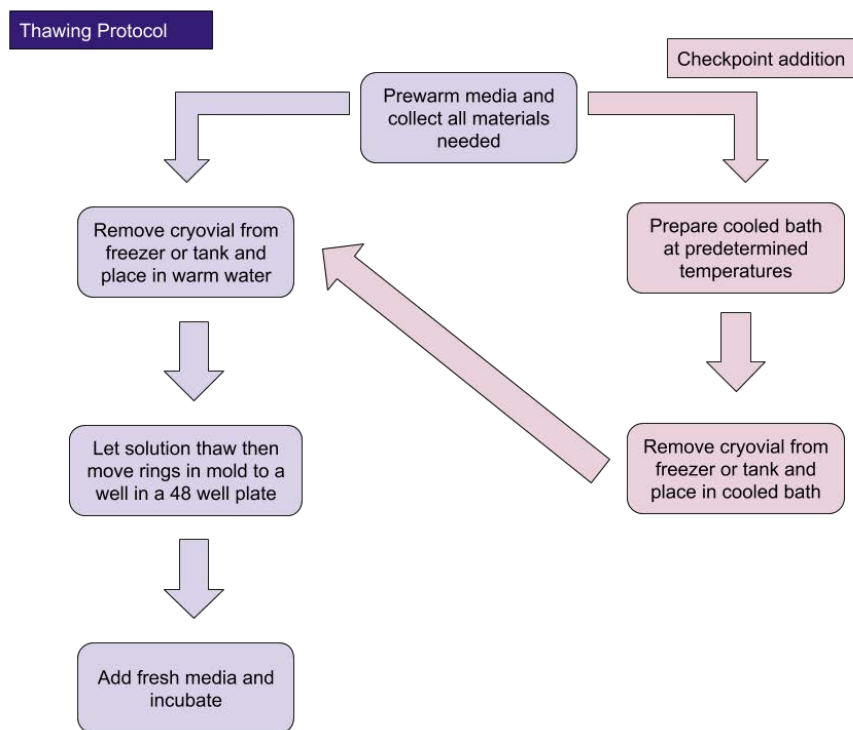 Thawing Protocol
Checkpoint addition
Prewarm media and
collect all materials
needed
Remove cryovial from
freezer or tank and
place in warm water
Prepare cooled bath
at predetermined
temperatures
Let solution thaw then
move rings in mold to a
well in a 48 well plate
Remove cryovial from
freezer or tank and
place in cooled bath
Add fresh media and
incubate